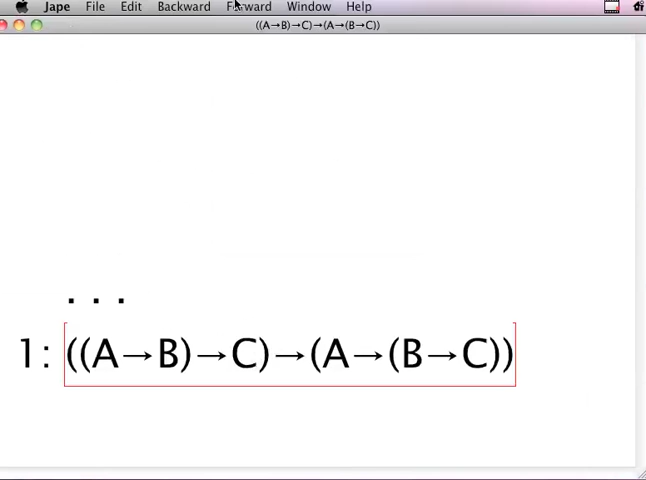 Jape File Edit Backward Forward Window Help
((A→B)→C)→(A→(B→C))
...
1: ((A→B)→C)→(A→(B→C))